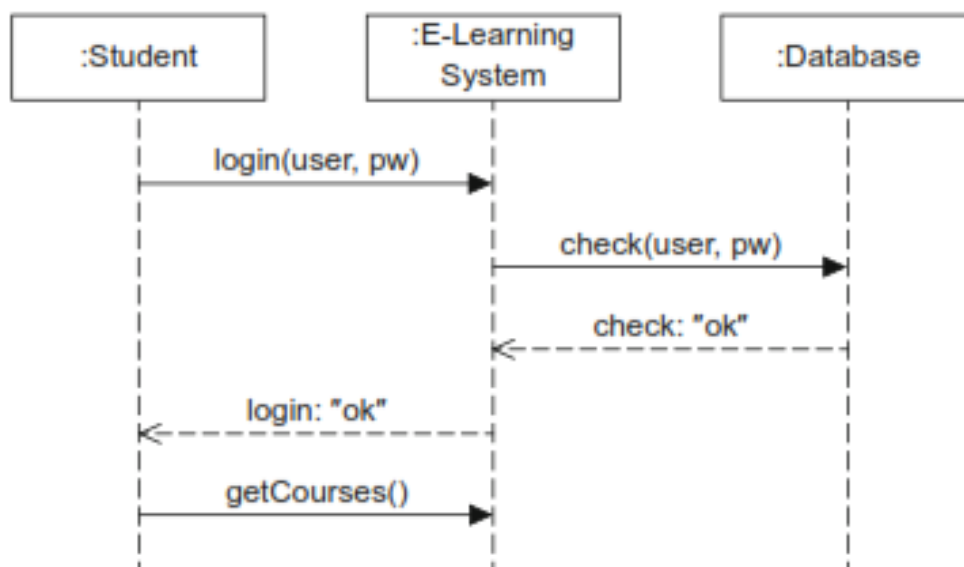 :Student
:E-Learning
System
:Database
login(user, pw)
check(user, pw)
check: "ok"
login: "ok"
getCourses()